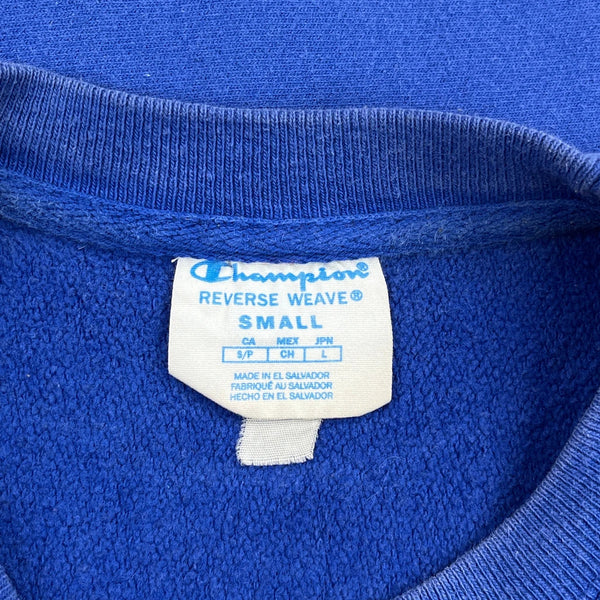 Champion®
REVERSE WEAVE®
SMALL
CA MEX JPN
S/P CH L
MADE IN EL SALVADOR
FABRIQUÉ AU SALVADOR
HECHO EN EL SALVADOR